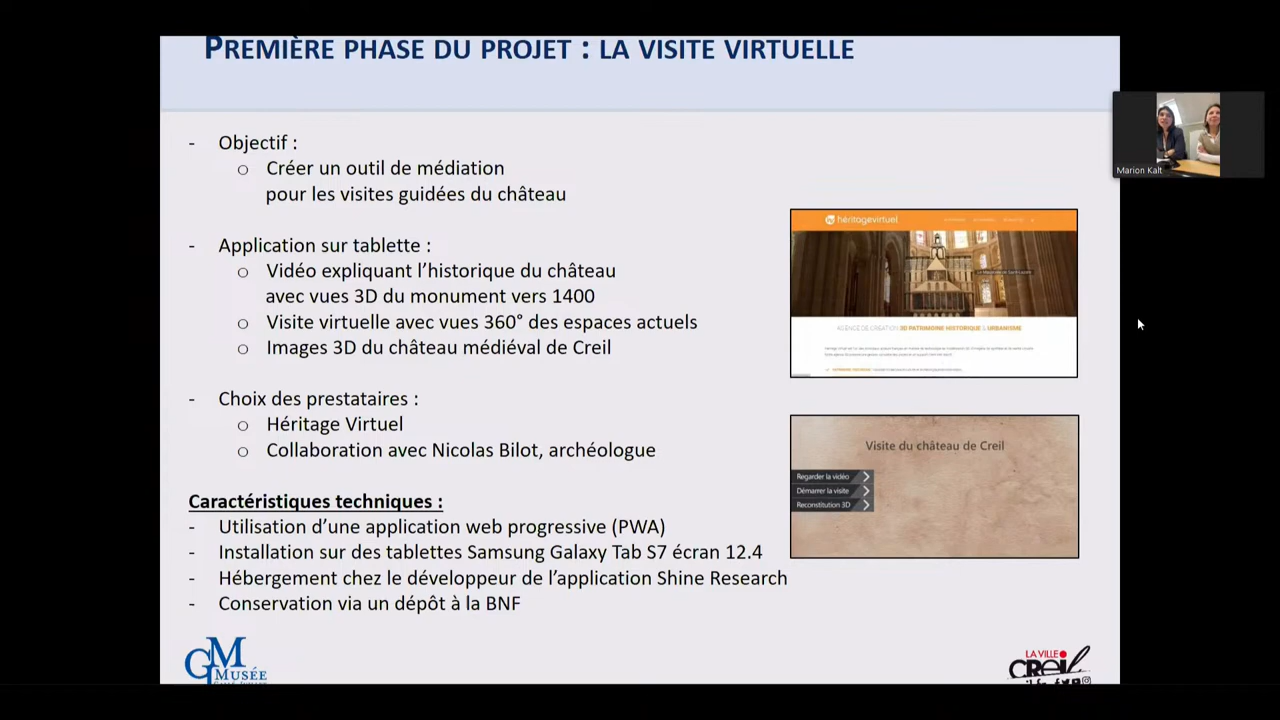 PREMIÈRE PHASE DU PROJET : LA VISITE VIRTUELLE
- Objectif :
o Créer un outil de médiation
pour les visites guidées du château
- Application sur tablette :
o Vidéo expliquant l'historique du château
avec vues 3D du monument vers 1400
o Visite virtuelle avec vues 360° des espaces actuels
o Images 3D du château médiéval de Creil
- Choix des prestataires :
o Héritage Virtuel
o Collaboration avec Nicolas Bilot, archéologue
Caractéristiques techniques :
- Utilisation d'une application web progressive (PWA)
- Installation sur des tablettes Samsung Galaxy Tab S7 écran 12.4
- Hébergement chez le développeur de l'application Shine Research
- Conservation via un dépôt à la BNF
Marion Kalt
héritagevirtuel
AGENCE DE CRÉATION 3D PATRIMOINE HISTORIQUE & URBANISME
Visite du château de Creil
Regarder la vidéo
Démarrer la visite
Reconstitution 3D
GM MUSÉE
LA VILLE
CREIL